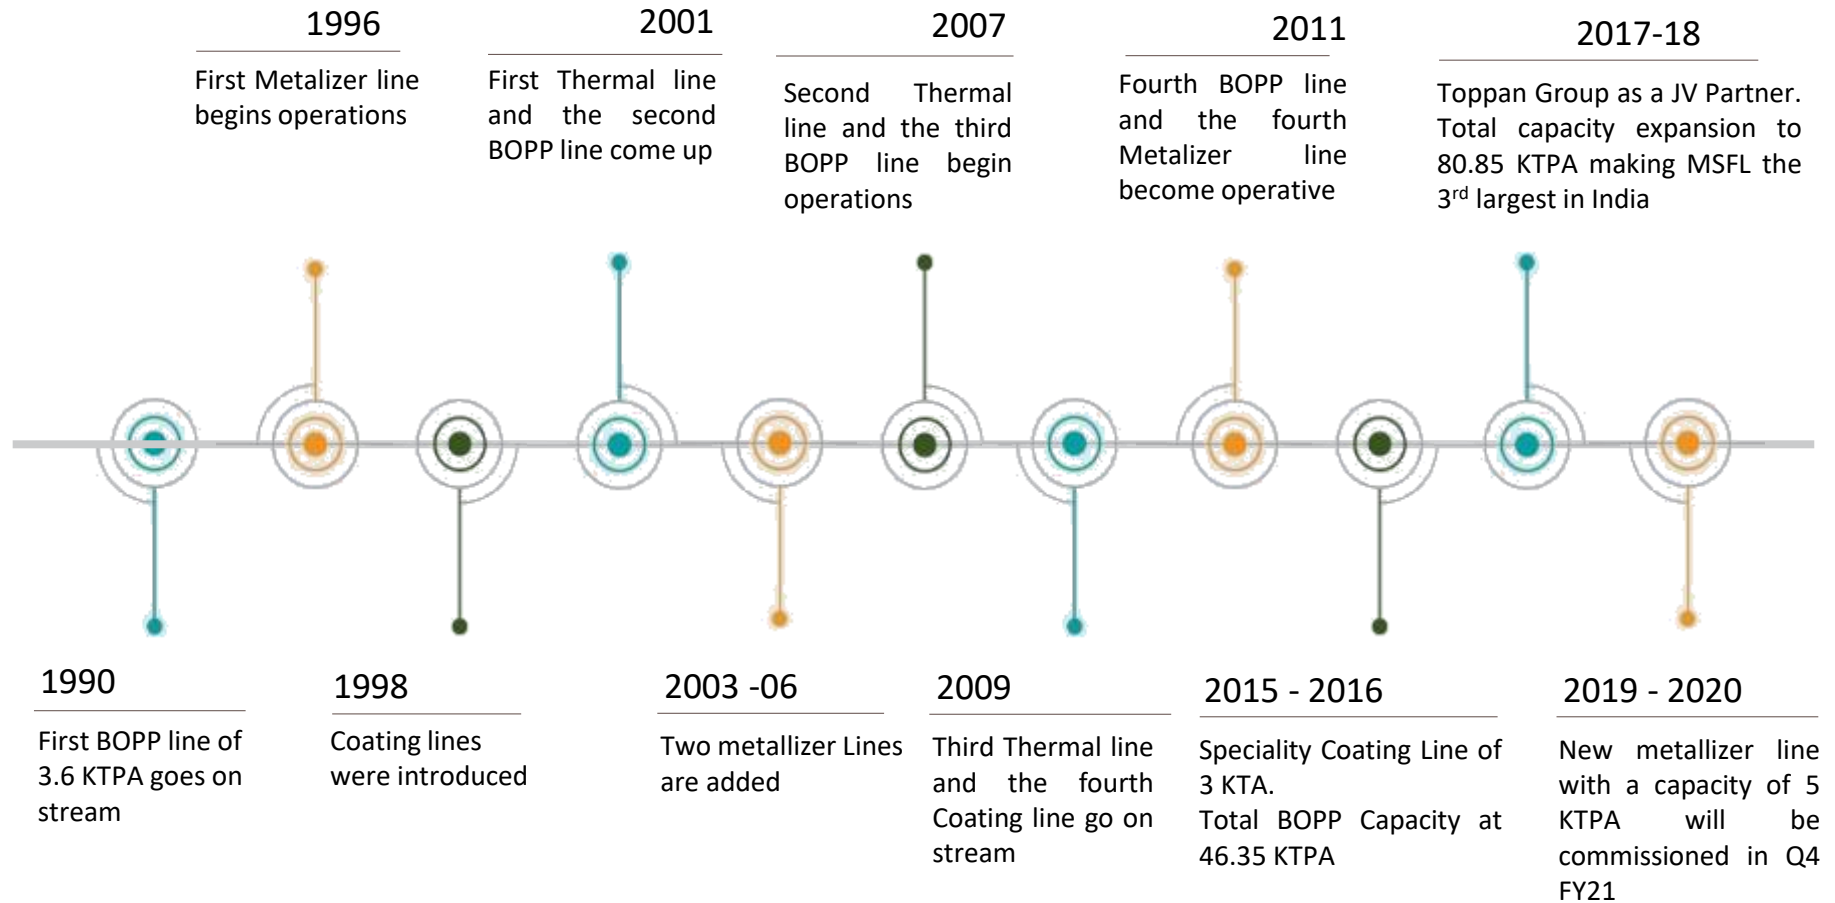 1996
First Metalizer line
begins operations
2001
First Thermal line
and the second
BOPP line come up
2007
Second Thermal
line and the third
BOPP line begin
operations
2011
Fourth BOPP line
and the fourth
Metalizer line
become operative
2017-18
Toppan Group as a JV Partner.
Total capacity expansion to
80.85 KTPA making MSFL the
3rd largest in India
1990
First BOPP line of
3.6 KTPA goes on
stream
1998
Coating lines
were introduced
2003 -06
Two metallizer Lines
are added
2009
Third Thermal line
and the fourth
Coating line go on
stream
2015 - 2016
Speciality Coating Line of
3 KTA.
Total BOPP Capacity at
46.35 KTPA
2019 - 2020
New metallizer line
with a capacity of 5
KTPA will be
commissioned in Q4
FY21